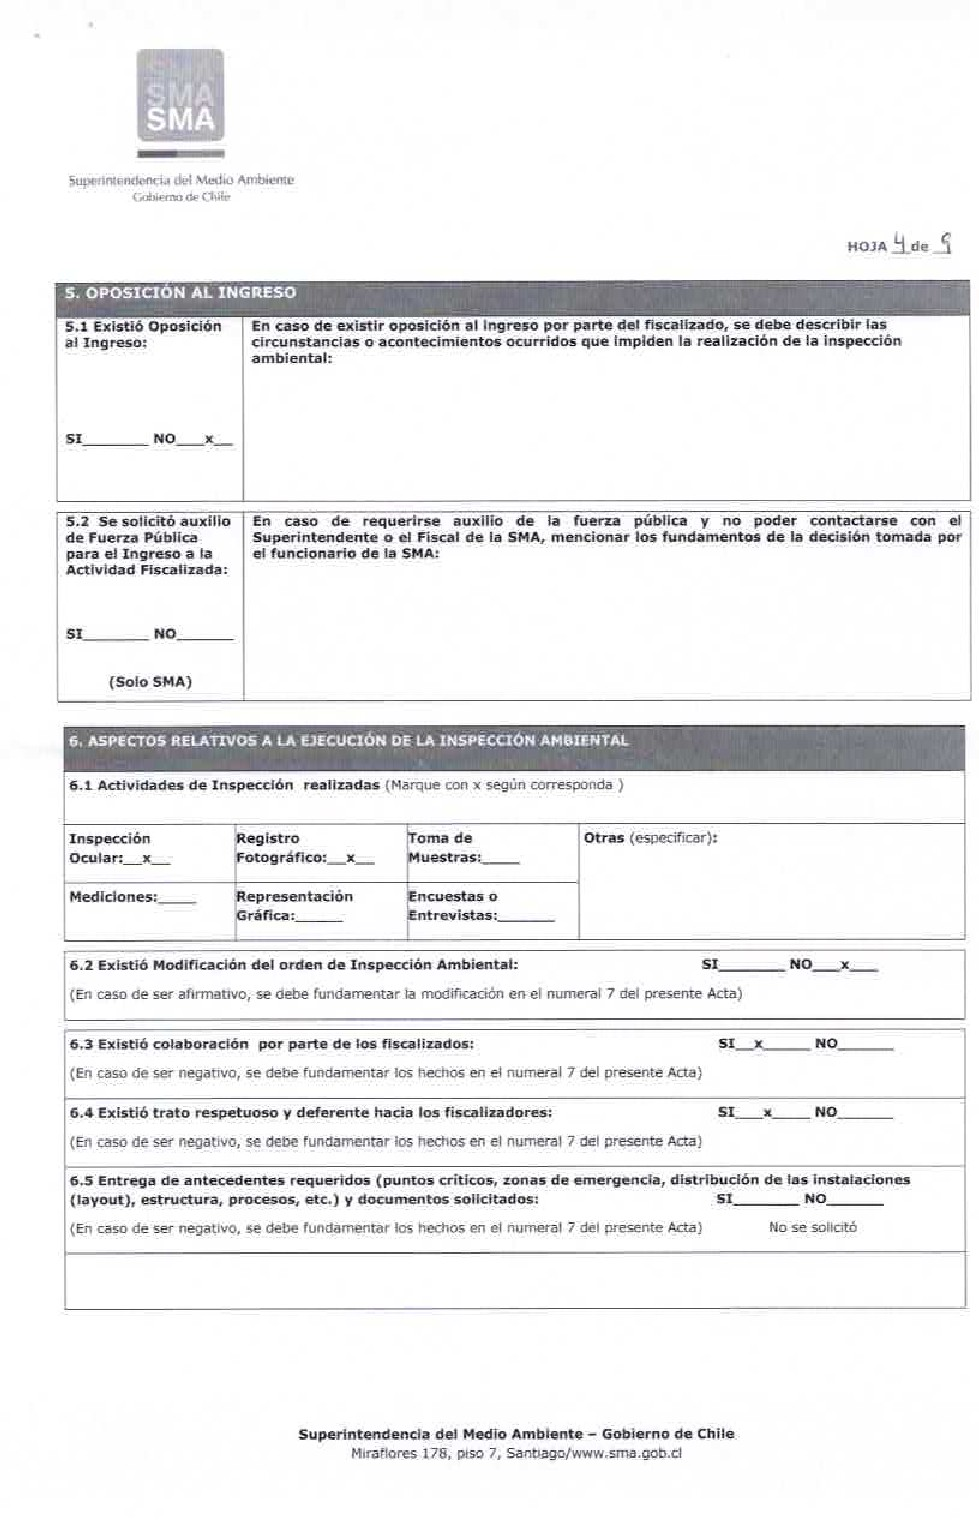 SMA
SMA
SMA
Superintendencia del Medio Ambiente
Gobierno de Chile
HOJA 4 de 9
5. OPOSICIÓN AL INGRESO
5.1 Existió Oposición
al Ingreso:
SI________ NO___x__
En caso de existir oposición al ingreso por parte del fiscalizado, se debe describir las
circunstancias o acontecimientos ocurridos que impiden la realización de la inspección
ambiental:
5.2 Se solicitó auxilio
de Fuerza Pública
para el Ingreso a la
Actividad Fiscalizada:
SI________ NO_______
(Solo SMA)
En caso de requerirse auxilio de la fuerza pública y no poder contactarse con el
Superintendente o el Fiscal de la SMA, mencionar los fundamentos de la decisión tomada por
el funcionario de la SMA:
6. ASPECTOS RELATIVOS A LA EJECUCIÓN DE LA INSPECCIÓN AMBIENTAL
6.1 Actividades de Inspección realizadas (Marque con x según corresponda )
Inspección
Ocular:__x__
Registro
Fotográfico:__x__
Toma de
Muestras:____
Otras (especificar):
Mediciones:____
Representación
Gráfica:_____
Encuestas o
Entrevistas:______
6.2 Existió Modificación del orden de Inspección Ambiental: SI_______ NO___x___
(En caso de ser afirmativo, se debe fundamentar la modificación en el numeral 7 del presente Acta)
6.3 Existió colaboración por parte de los fiscalizados: SI__x_____ NO______
(En caso de ser negativo, se debe fundamentar los hechos en el numeral 7 del presente Acta)
6.4 Existió trato respetuoso y deferente hacia los fiscalizadores: SI___x____ NO______
(En caso de ser negativo, se debe fundamentar los hechos en el numeral 7 del presente Acta)
6.5 Entrega de antecedentes requeridos (puntos críticos, zonas de emergencia, distribución de las instalaciones
(layout), estructura, procesos, etc.) y documentos solicitados: SI_______ NO______
(En caso de ser negativo, se debe fundamentar los hechos en el numeral 7 del presente Acta) No se solicitó
Superintendencia del Medio Ambiente – Gobierno de Chile
Miraflores 178, piso 7, Santiago/www.sma.gob.cl